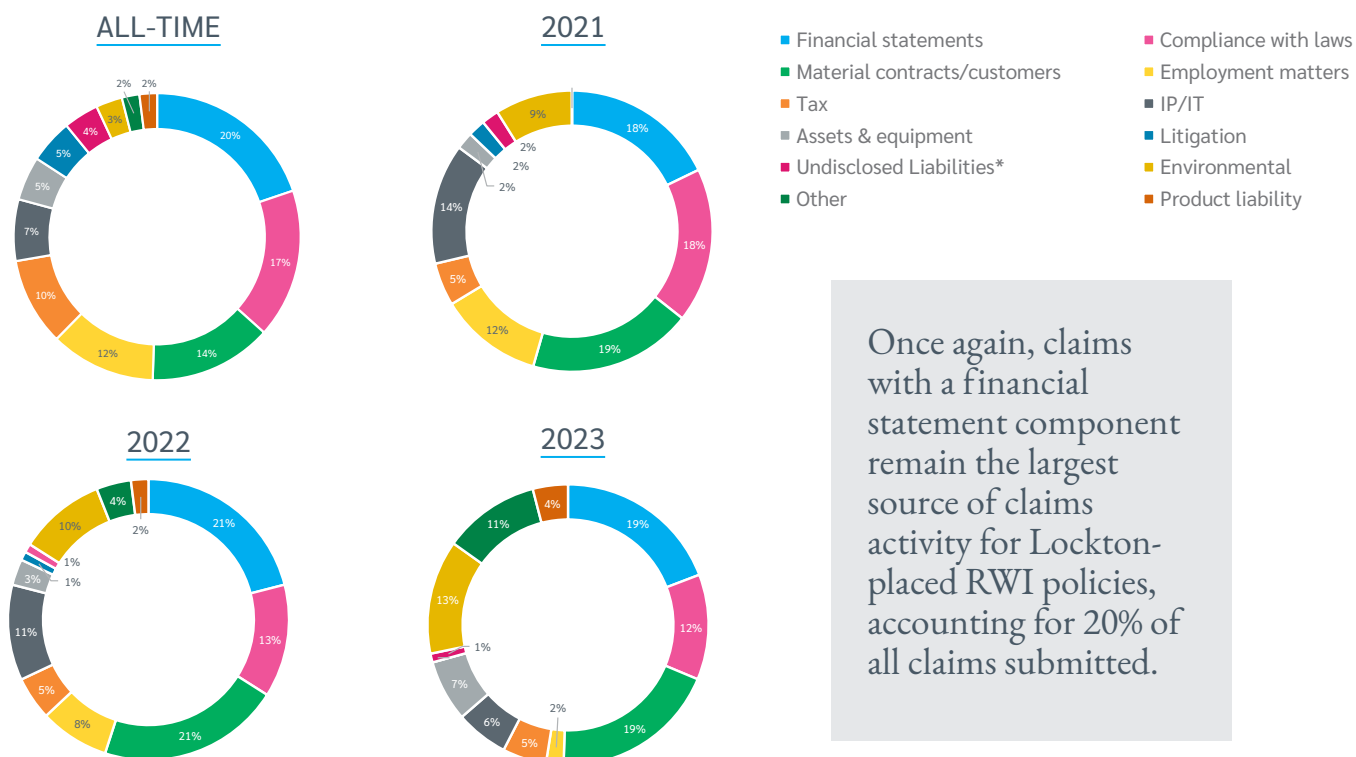 ALL-TIME
2%
2%
20%
17%
14%
12%
10%
7%
5%
5%
4%
3%
2021
18%
18%
19%
12%
5%
14%
2%
2%
2%
9%
Financial statements
Compliance with laws
Material contracts/customers
Employment matters
Tax
IP/IT
Assets & equipment
Litigation
Undisclosed Liabilities*
Environmental
Other
Product liability
2022
21%
13%
21%
8%
5%
11%
3%
1%
1%
10%
4%
2%
2023
19%
12%
19%
2%
5%
6%
7%
1%
13%
11%
4%
Once again, claims
with a financial
statement component
remain the largest
source of claims
activity for Lockton-
placed RWI policies,
accounting for 20% of
all claims submitted.